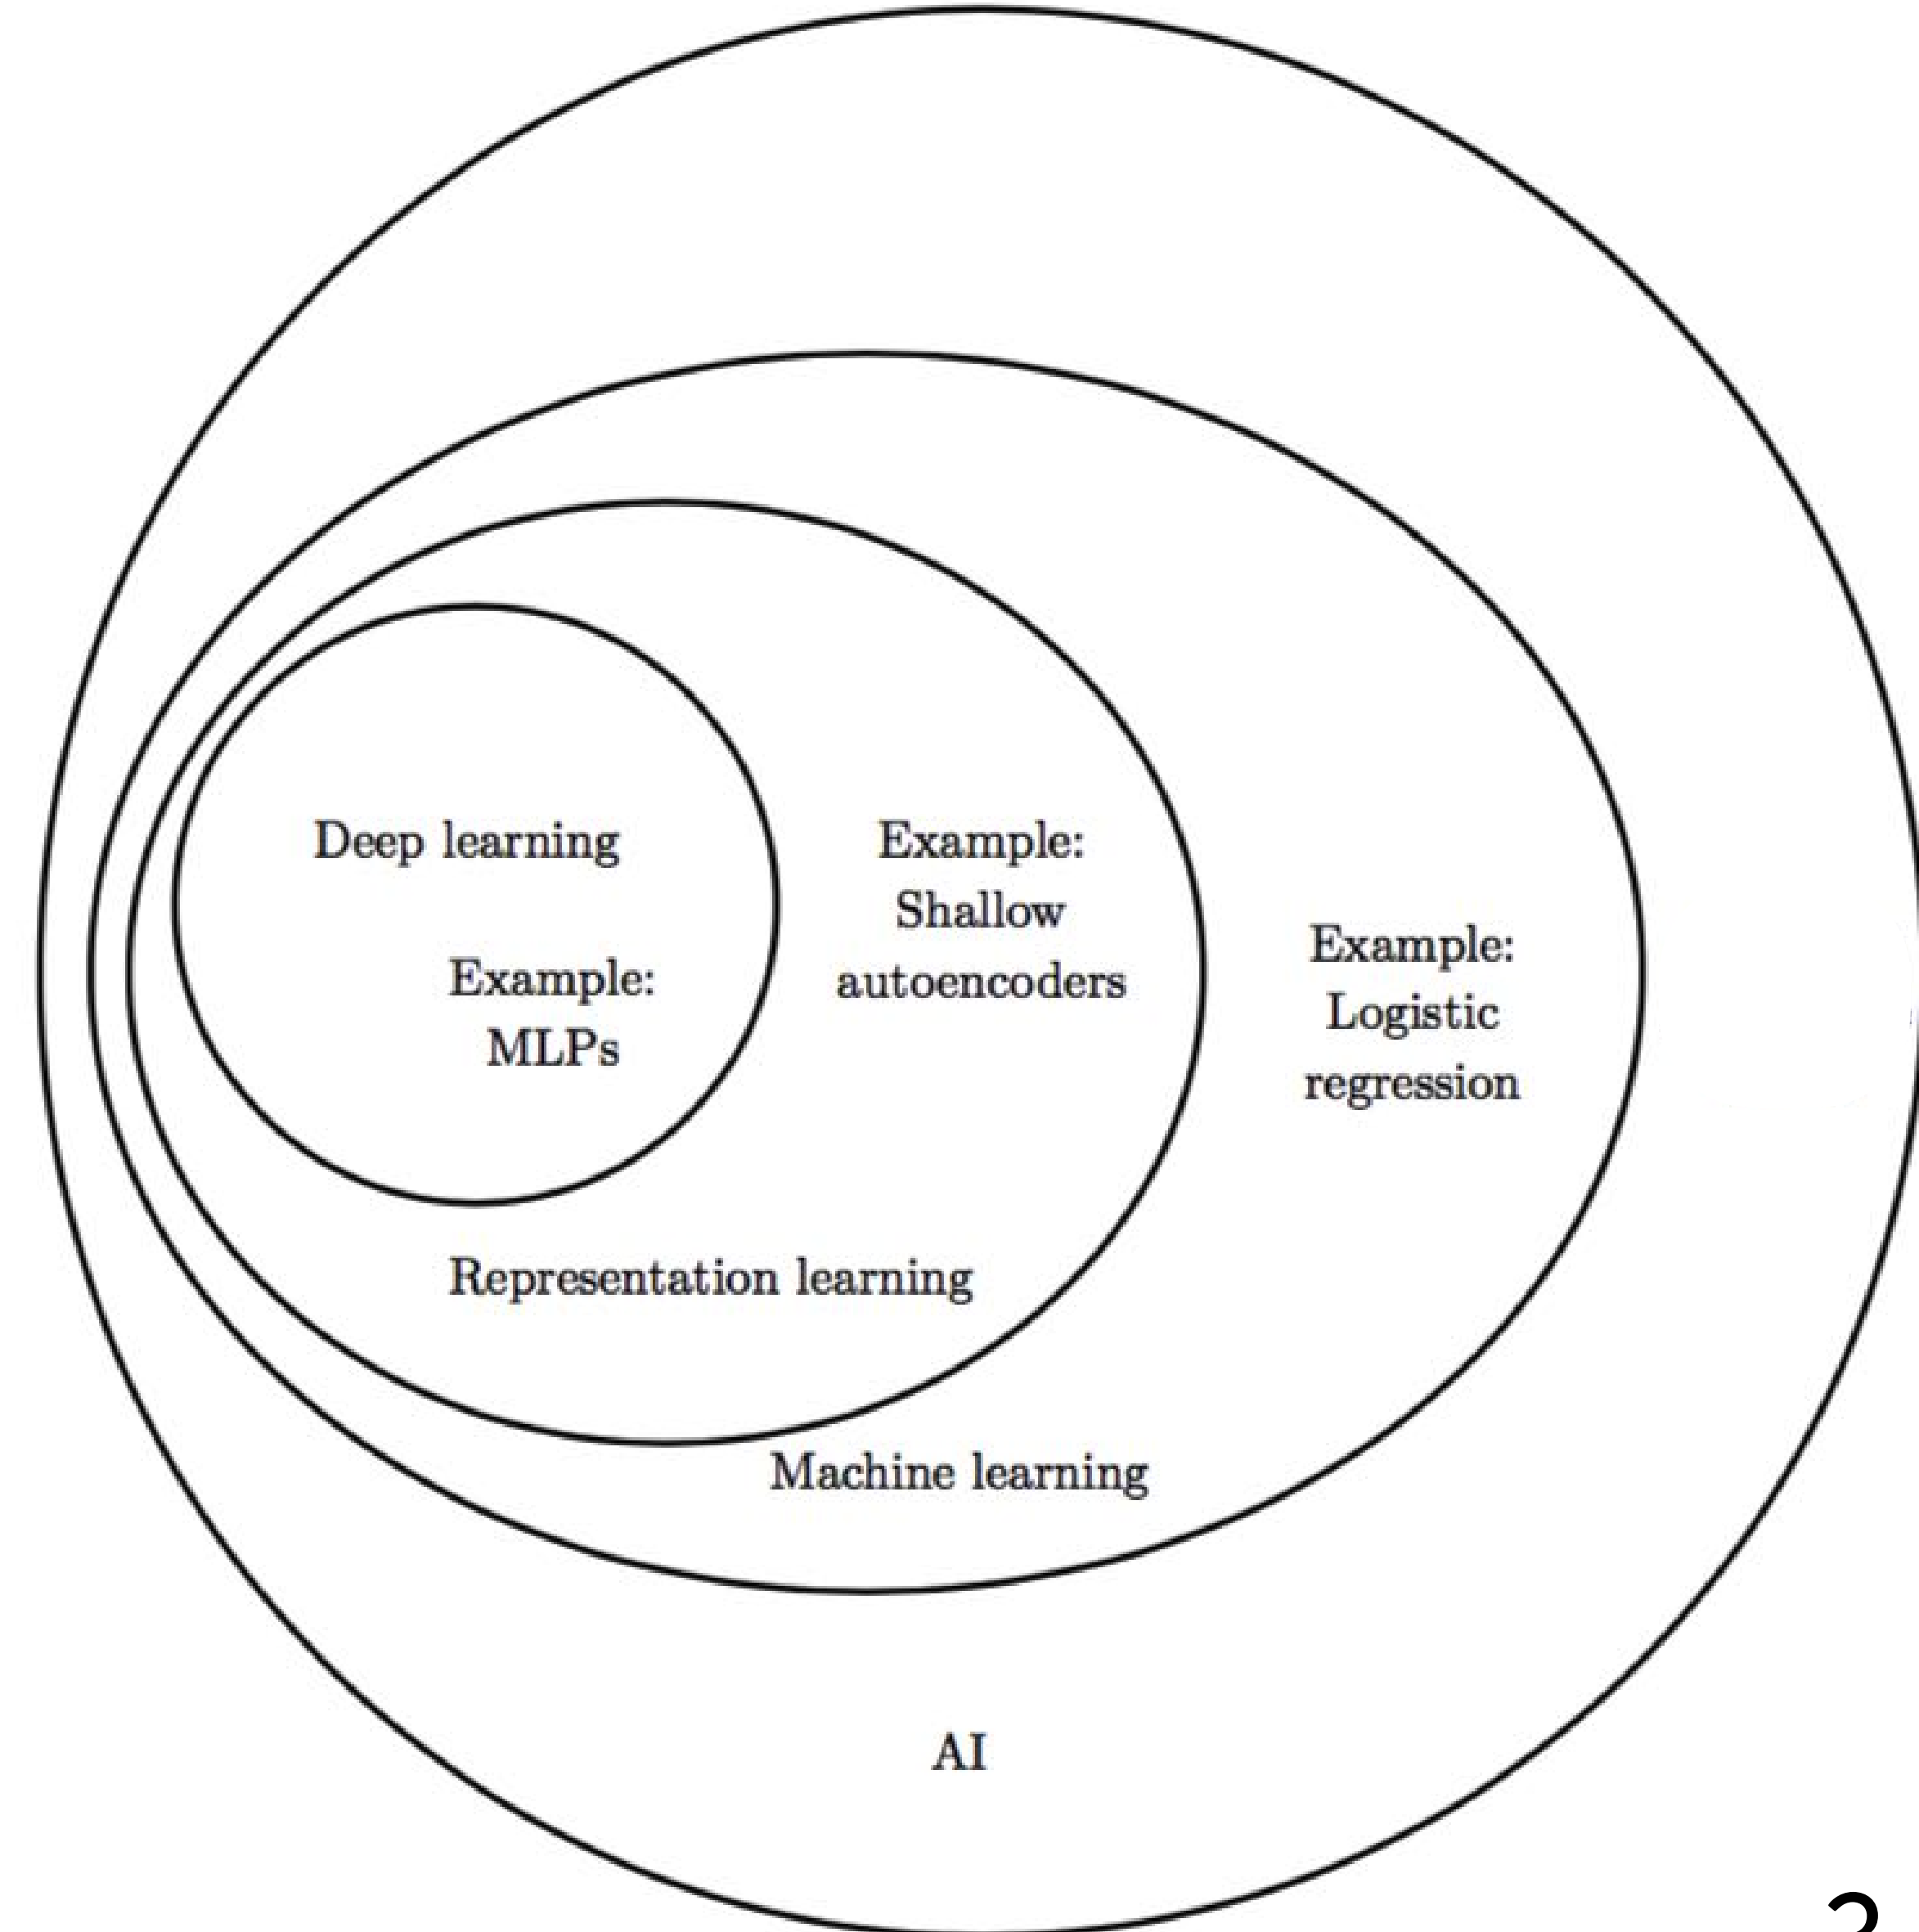 Deep learning
Example:
MLPs
Example:
Shallow
autoencoders
Example:
Logistic
regression
Representation learning
Machine learning
AI